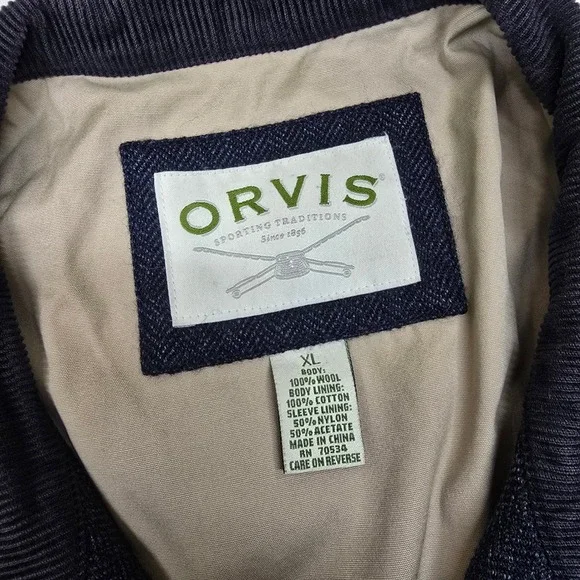 ORVIS®
SPORTING TRADITIONS
Since 1856
XL
BODY:
100% WOOL
BODY LINING:
100% COTTON
SLEEVE LINING:
50% NYLON
50% ACETATE
MADE IN CHINA
RN 70534
CARE ON REVERSE